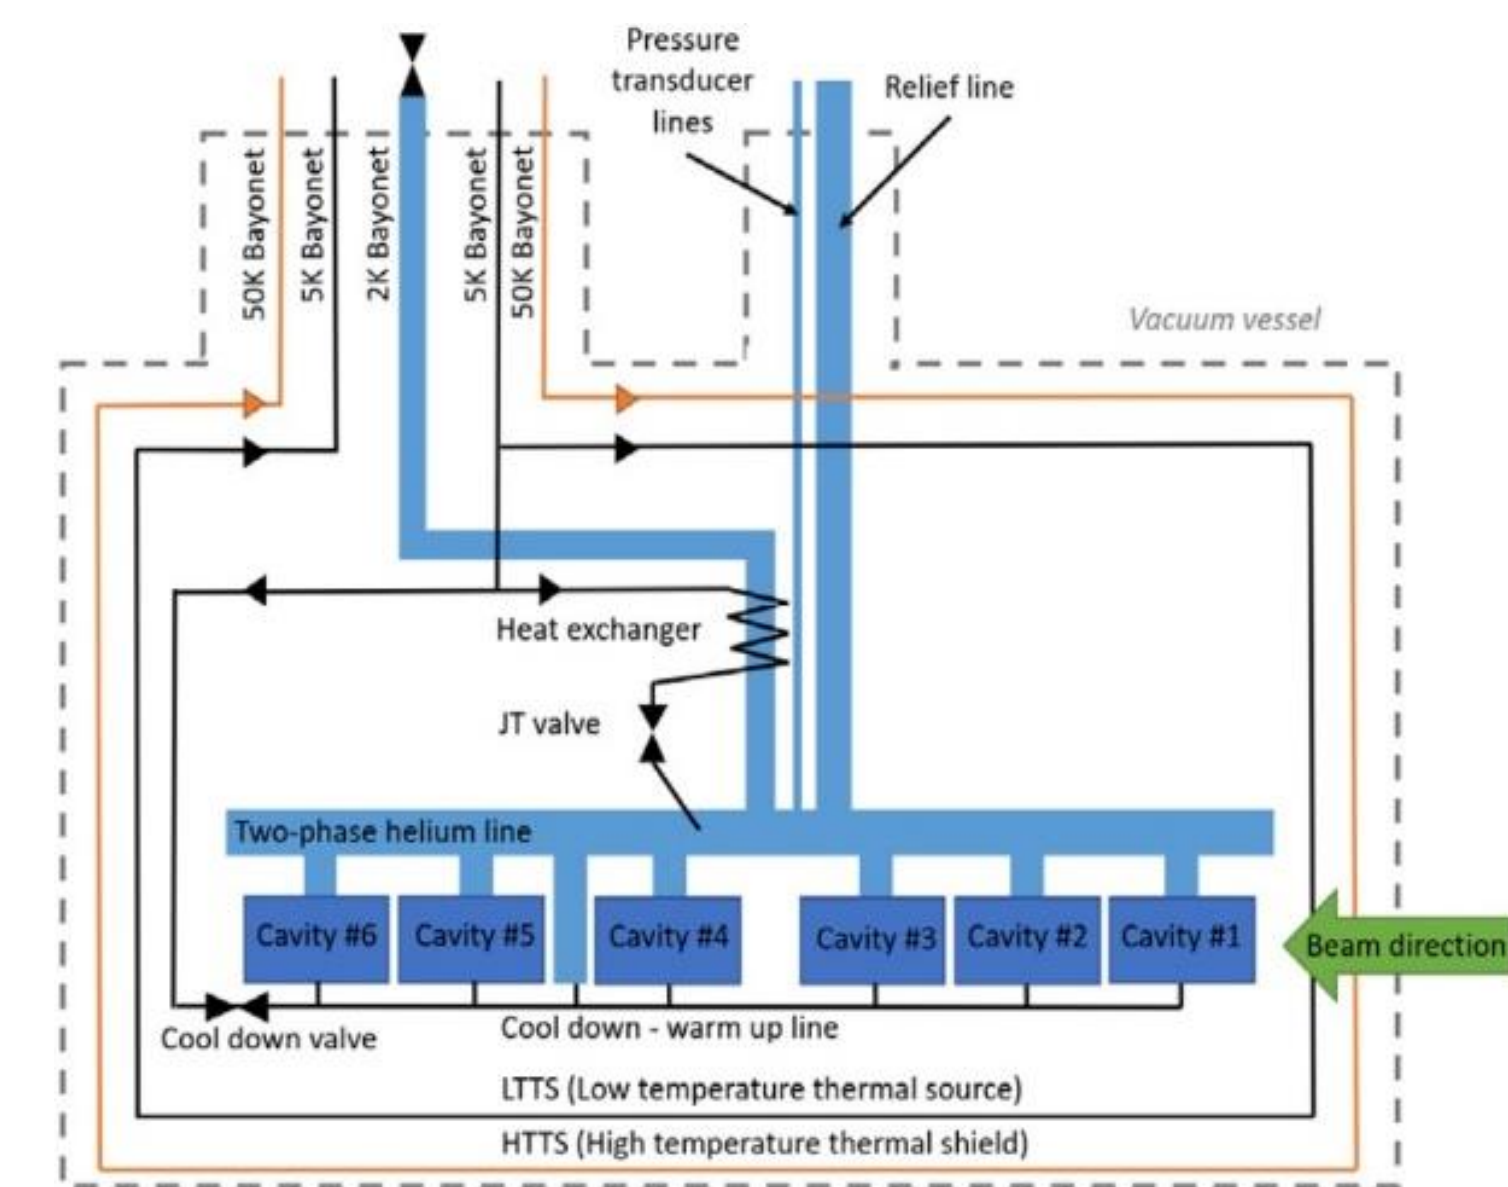 Pressure
transducer
lines
Relief line
50K Bayonet
5K Bayonet
2K Bayonet
5K Bayonet
50K Bayonet
Vacuum vessel
Heat exchanger
JT valve
Two-phase helium line
Cavity #6
Cavity #5
Cavity #4
Cavity #3
Cavity #2
Cavity #1
Beam direction
Cool down valve
Cool down - warm up line
LTTS (Low temperature thermal source)
HTTS (High temperature thermal shield)